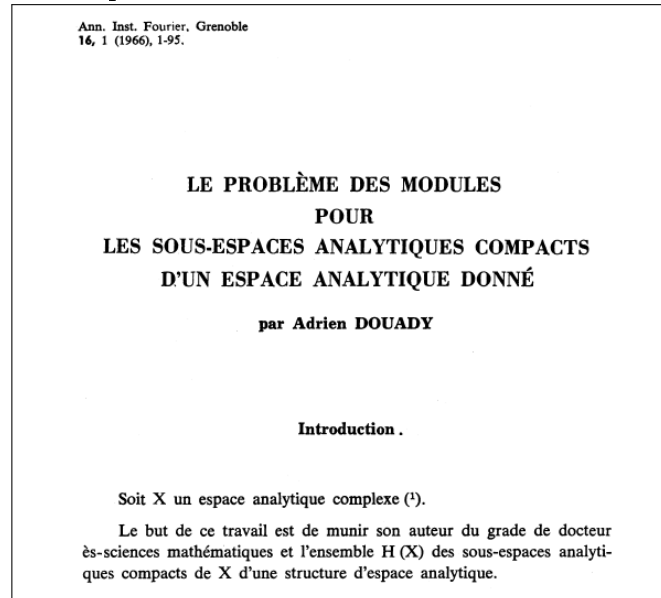 Ann. Inst. Fourier, Grenoble
16, 1 (1966), 1-95.
LE PROBLÈME DES MODULES
POUR
LES SOUS-ESPACES ANALYTIQUES COMPACTS
D'UN ESPACE ANALYTIQUE DONNÉ
par Adrien DOUADY
Introduction.
Soit X un espace analytique complexe (¹).
Le but de ce travail est de munir son auteur du grade de docteur
ès-sciences mathématiques et l'ensemble H (X) des sous-espaces analyti-
ques compacts de X d'une structure d'espace analytique.